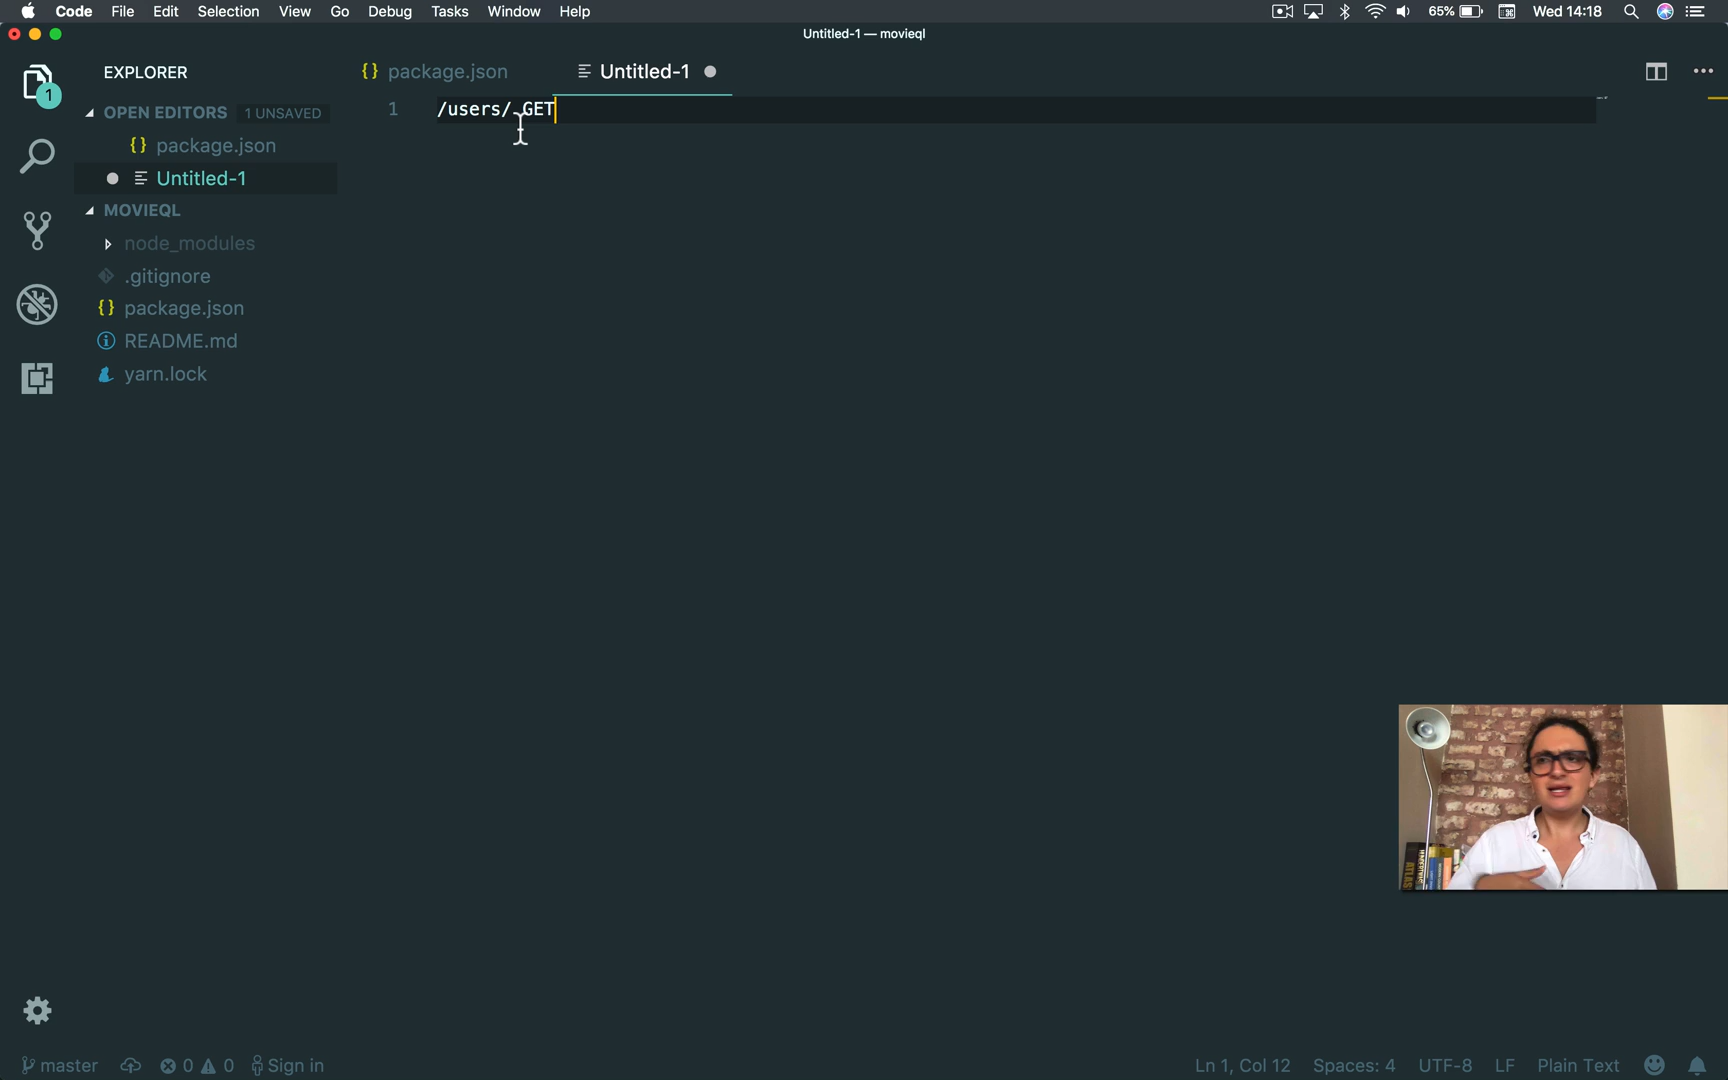 Code File Edit Selection View Go Debug Tasks Window Help 65% Wed 14:18
Untitled-1 — movieql
EXPLORER
OPEN EDITORS 1 UNSAVED
package.json
Untitled-1
MOVIEQL
node_modules
.gitignore
package.json
README.md
yarn.lock
1
package.json Untitled-1
1 /users/ GET
ATLAS
master 0 0 Sign in
Ln 1, Col 12 Spaces: 4 UTF-8 LF Plain Text